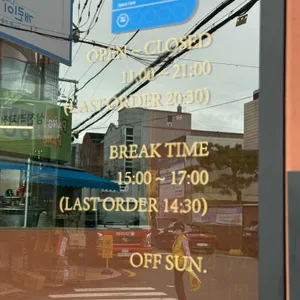 OPEN ~ CLOSED
11:00 ~ 21:00
(LAST ORDER 20:30)
BREAK TIME
15:00 ~ 17:00
(LAST ORDER 14:30)
OFF SUN.